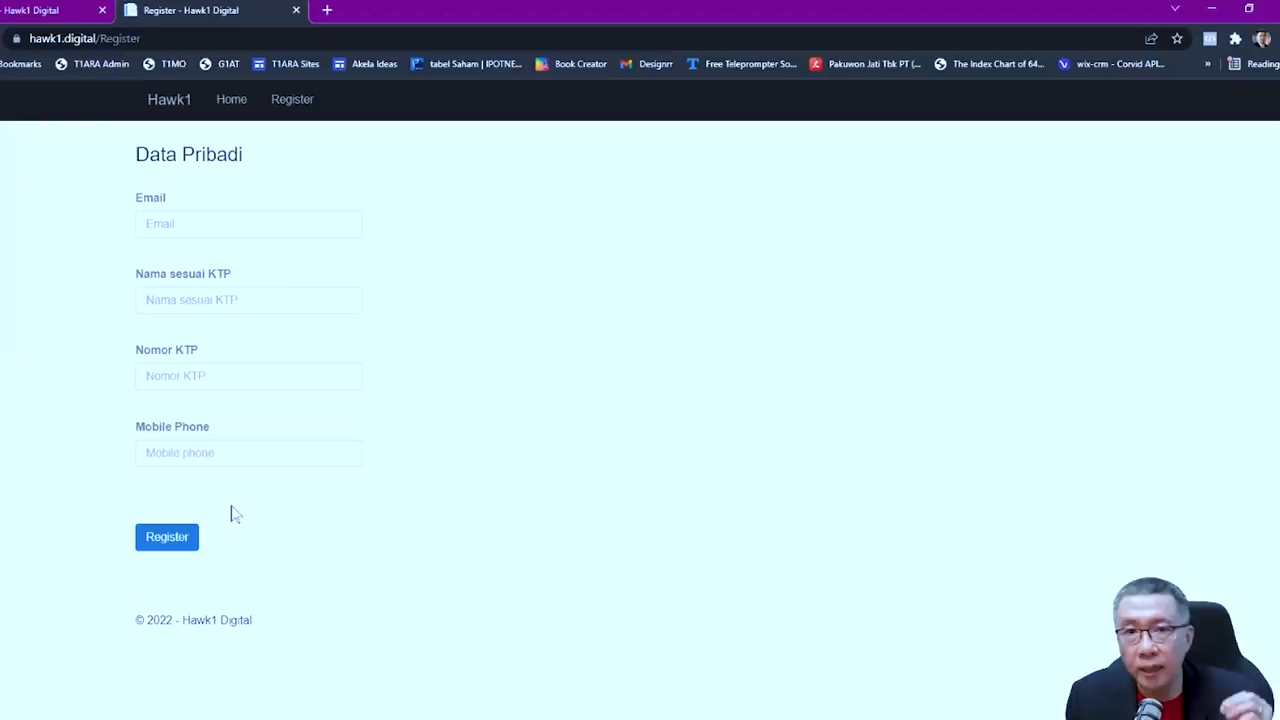 Hawk1 Digital
Register - Hawk1 Digital
hawk1.digital/Register
Bookmarks T1ARA Admin T1MO G1AT T1ARA Sites Akela Ideas tabel Saham | IPOTNE... Book Creator Designrr Free Teleprompter So... Pakuwon Jati Tbk PT (... The Index Chart of 64... wix-crm — Corvid API... » Reading
Hawk1 Home Register
Data Pribadi
Email
Email
Nama sesuai KTP
Nama sesuai KTP
Nomor KTP
Nomor KTP
Mobile Phone
Mobile phone
Register
© 2022 - Hawk1 Digital